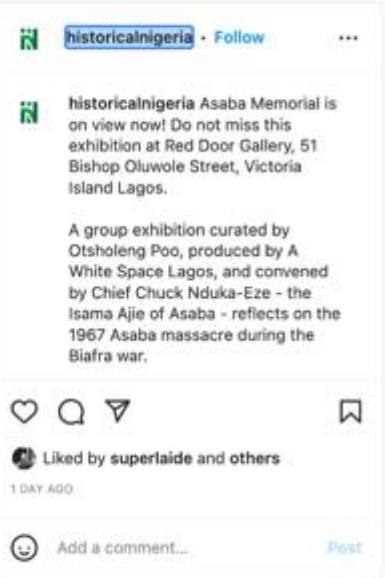 historicalnigeria • Follow
historicalnigeria Asaba Memorial is
on view now! Do not miss this
exhibition at Red Door Gallery, 51
Bishop Oluwole Street, Victoria
Island Lagos.
A group exhibition curated by
Otsholeng Poo, produced by A
White Space Lagos, and convened
by Chief Chuck Nduka-Eze - the
Isama Ajie of Asaba - reflects on the
1967 Asaba massacre during the
Biafra war.
Liked by superlaide and others
1 DAY AGO
Add a comment... Post